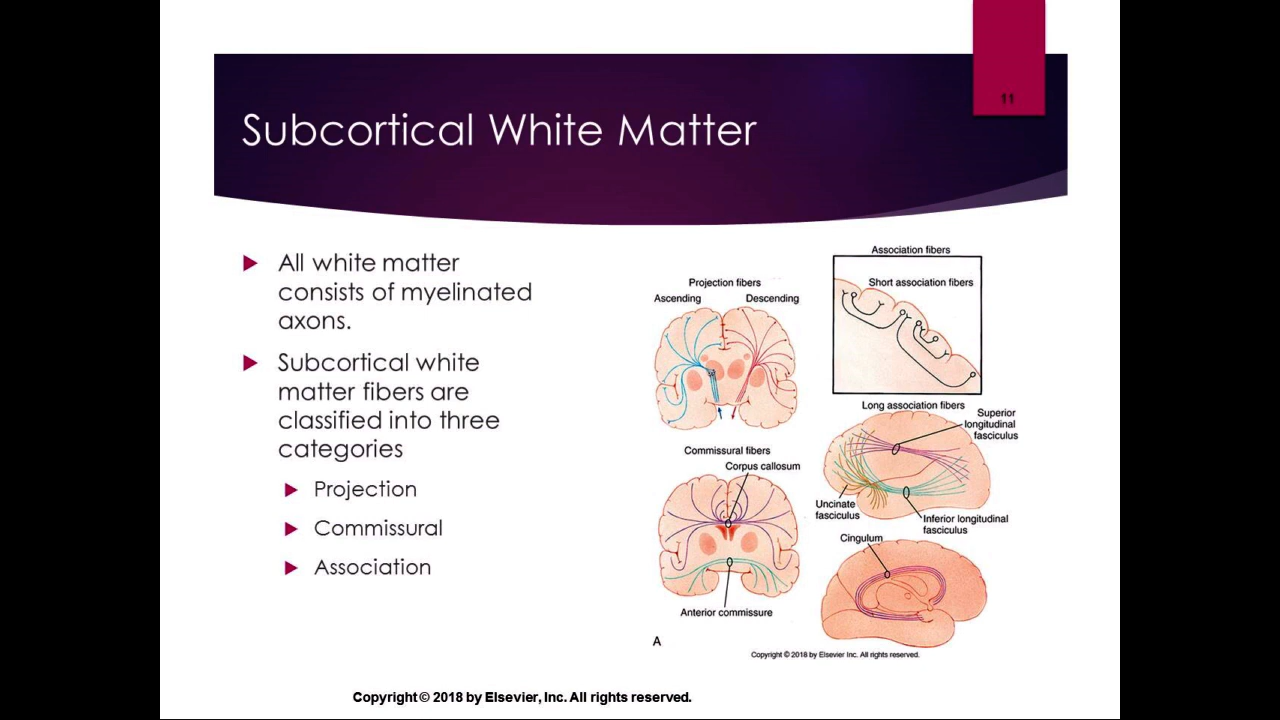 11
Subcortical White Matter
All white matter
consists of myelinated
axons.
Subcortical white
matter fibers are
classified into three
categories
Projection
Commissural
Association
Projection fibers
Ascending
Descending
Commissural fibers
Corpus callosum
Anterior commissure
A
Association fibers
Short association fibers
Long association fibers
Superior
longitudinal
fasciculus
Uncinate
fasciculus
Inferior longitudinal
fasciculus
Cingulum
Copyright © 2018 by Elsevier Inc. All rights reserved.
Copyright © 2018 by Elsevier, Inc. All rights reserved.